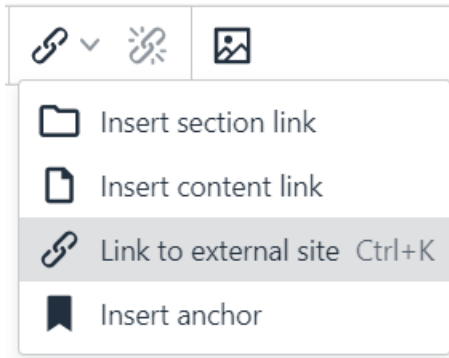 Insert section link
Insert content link
Link to external site Ctrl+K
Insert anchor